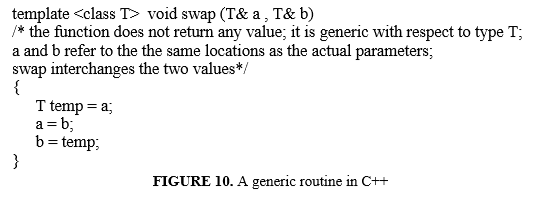 template <class T> void swap (T& a , T& b)
/* the function does not return any value; it is generic with respect to type T;
a and b refer to the the same locations as the actual parameters;
swap interchanges the two values*/
{
T temp = a;
a = b;
b = temp;
}
FIGURE 10. A generic routine in C++